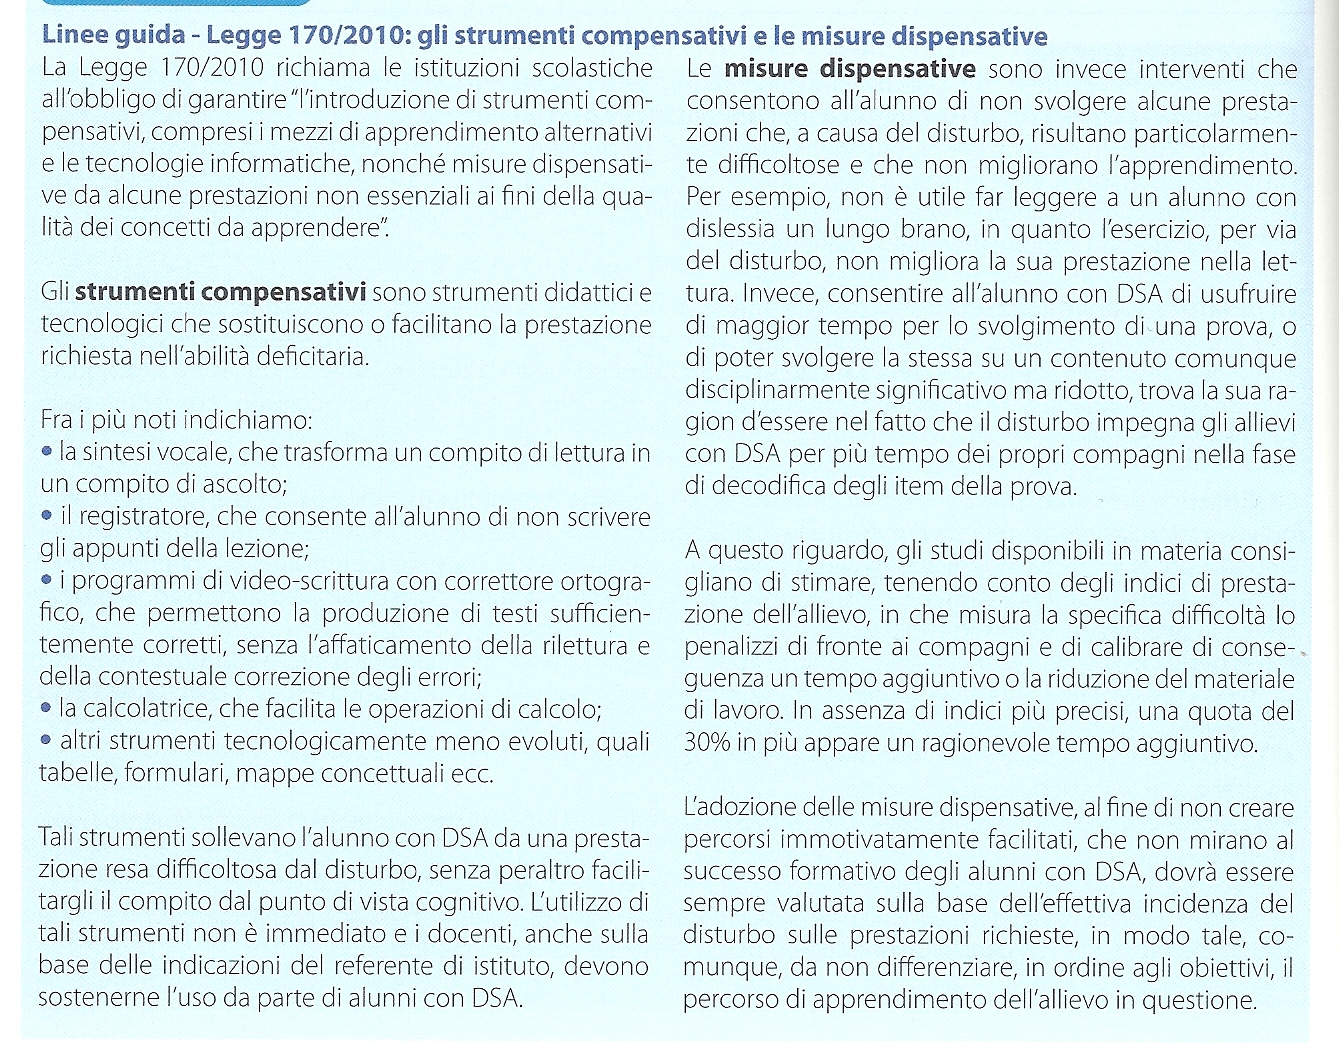 Linee guida - Legge 170/2010: gli strumenti compensativi e le misure dispensative
La Legge 170/2010 richiama le istituzioni scolastiche
all'obbligo di garantire "l'introduzione di strumenti com-
pensativi, compresi i mezzi di apprendimento alternativi
e le tecnologie informatiche, nonché misure dispensati-
ve da alcune prestazioni non essenziali ai fini della qua-
lità dei concetti da apprendere".
Gli strumenti compensativi sono strumenti didattici e
tecnologici che sostituiscono o facilitano la prestazione
richiesta nell'abilità deficitaria.
Fra i più noti indichiamo:
• la sintesi vocale, che trasforma un compito di lettura in
un compito di ascolto;
• il registratore, che consente all'alunno di non scrivere
gli appunti della lezione;
• i programmi di video-scrittura con correttore ortogra-
fico, che permettono la produzione di testi sufficien-
temente corretti, senza l'affaticamento della rilettura e
della contestuale correzione degli errori;
• la calcolatrice, che facilita le operazioni di calcolo;
• altri strumenti tecnologicamente meno evoluti, quali
tabelle, formulari, mappe concettuali ecc.
Tali strumenti sollevano l'alunno con DSA da una presta-
zione resa difficoltosa dal disturbo, senza peraltro facili-
targli il compito dal punto di vista cognitivo. L'utilizzo di
tali strumenti non è immediato e i docenti, anche sulla
base delle indicazioni del referente di istituto, devono
sostenerne l'uso da parte di alunni con DSA.
Le misure dispensative sono invece interventi che
consentono all'alunno di non svolgere alcune presta-
zioni che, a causa del disturbo, risultano particolarmen-
te difficoltose e che non migliorano l'apprendimento.
Per esempio, non è utile far leggere a un alunno con
dislessia un lungo brano, in quanto l'esercizio, per via
del disturbo, non migliora la sua prestazione nella let-
tura. Invece, consentire all'alunno con DSA di usufruire
di maggior tempo per lo svolgimento di una prova, o
di poter svolgere la stessa su un contenuto comunque
disciplinarmente significativo ma ridotto, trova la sua ra-
gion d'essere nel fatto che il disturbo impegna gli allievi
con DSA per più tempo dei propri compagni nella fase
di decodifica degli item della prova.
A questo riguardo, gli studi disponibili in materia consi-
gliano di stimare, tenendo conto degli indici di presta-
zione dell'allievo, in che misura la specifica difficoltà lo
penalizzi di fronte ai compagni e di calibrare di conse-
guenza un tempo aggiuntivo o la riduzione del materiale
di lavoro. In assenza di indici più precisi, una quota del
30% in più appare un ragionevole tempo aggiuntivo.
L'adozione delle misure dispensative, al fine di non creare
percorsi immotivatamente facilitati, che non mirano al
successo formativo degli alunni con DSA, dovrà essere
sempre valutata sulla base dell'effettiva incidenza del
disturbo sulle prestazioni richieste, in modo tale, co-
munque, da non differenziare, in ordine agli obiettivi, il
percorso di apprendimento dell'allievo in questione.